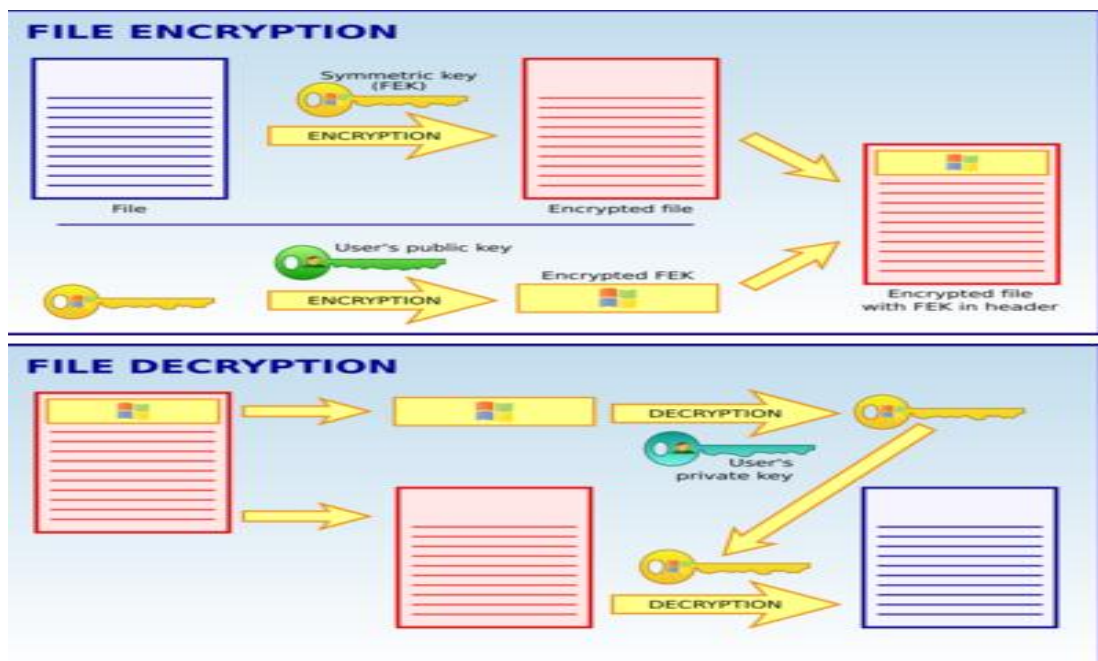 FILE ENCRYPTION
Symmetric key
(FEK)
ENCRYPTION
File
Encrypted file
User's public key
ENCRYPTION
Encrypted FEK
Encrypted file
with FEK in header
FILE DECRYPTION
DECRYPTION
User's
private key
DECRYPTION